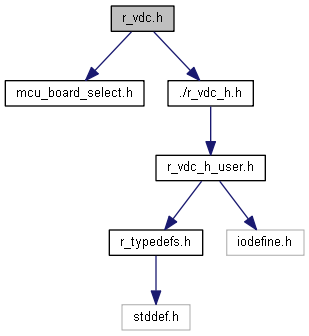 r_vdc.h
mcu_board_select.h
./r_vdc_h.h
r_vdc_h_user.h
r_typedefs.h
iodefine.h
stddef.h